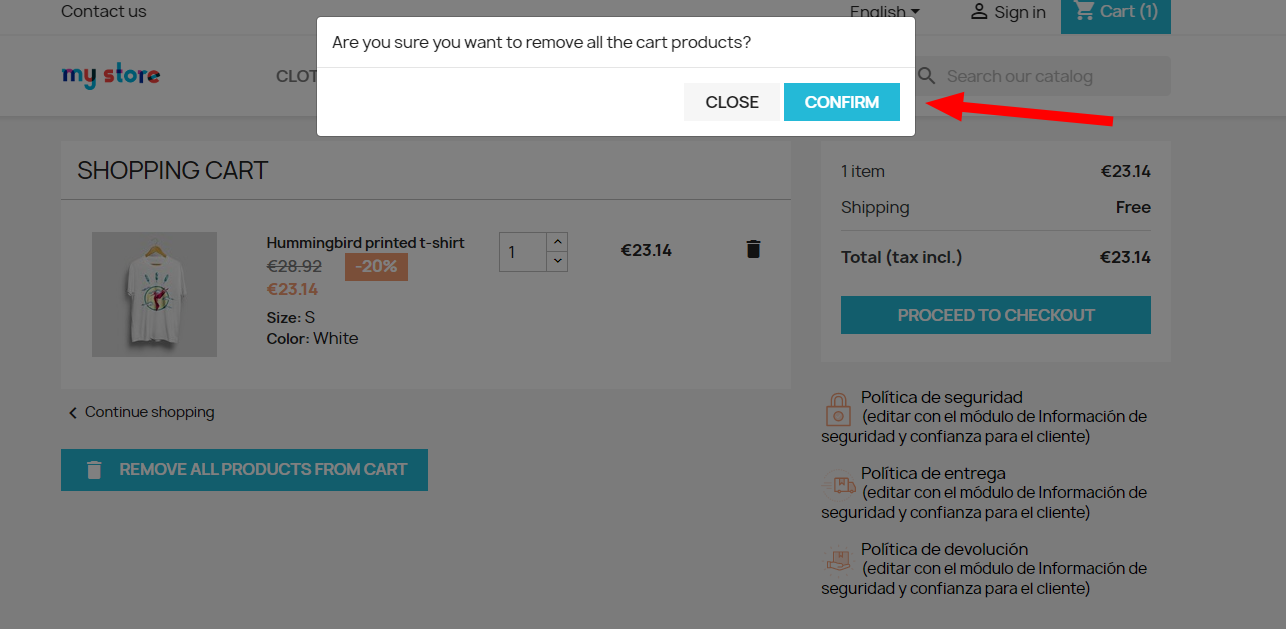 Contact us
English
Sign in
Cart (1)
Are you sure you want to remove all the cart products?
CLOSE
CONFIRM
my store
CLOT
Search our catalog
SHOPPING CART
Hummingbird printed t-shirt
€28.92 -20%
€23.14
Size: S
Color: White
1
€23.14
Continue shopping
REMOVE ALL PRODUCTS FROM CART
1 item €23.14
Shipping Free
Total (tax incl.) €23.14
PROCEED TO CHECKOUT
Política de seguridad
(editar con el módulo de Información de
seguridad y confianza para el cliente)
Política de entrega
(editar con el módulo de Información de
seguridad y confianza para el cliente)
Política de devolución
(editar con el módulo de Información de
seguridad y confianza para el cliente)